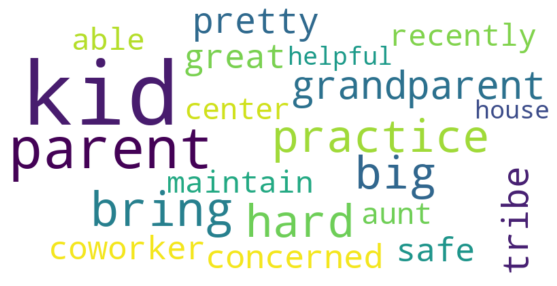 pretty
able
recently
great
helpful
kid
grandparent
center
house
parent
practice
big
maintain
tribe
bring
hard
aunt
coworker
concerned
safe